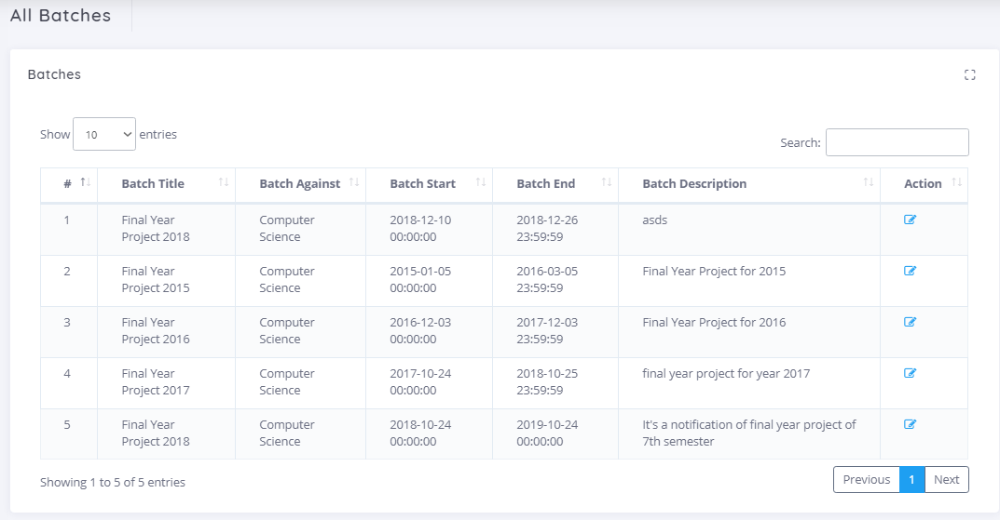 All Batches
Batches
Show 10 entries
Search:
# Batch Title Batch Against Batch Start Batch End Batch Description Action
1 Final Year Computer 2018-12-10 2018-12-26 asds
Project 2018 Science 00:00:00 23:59:59
2 Final Year Computer 2015-01-05 2016-03-05 Final Year Project for 2015
Project 2015 Science 00:00:00 23:59:59
3 Final Year Computer 2016-12-03 2017-12-03 Final Year Project for 2016
Project 2016 Science 00:00:00 23:59:59
4 Final Year Computer 2017-10-24 2018-10-25 final year project for year 2017
Project 2017 Science 00:00:00 23:59:59
5 Final Year Computer 2018-10-24 2019-10-24 It's a notification of final year project of
Project 2018 Science 00:00:00 00:00:00 7th semester
Showing 1 to 5 of 5 entries
Previous 1 Next